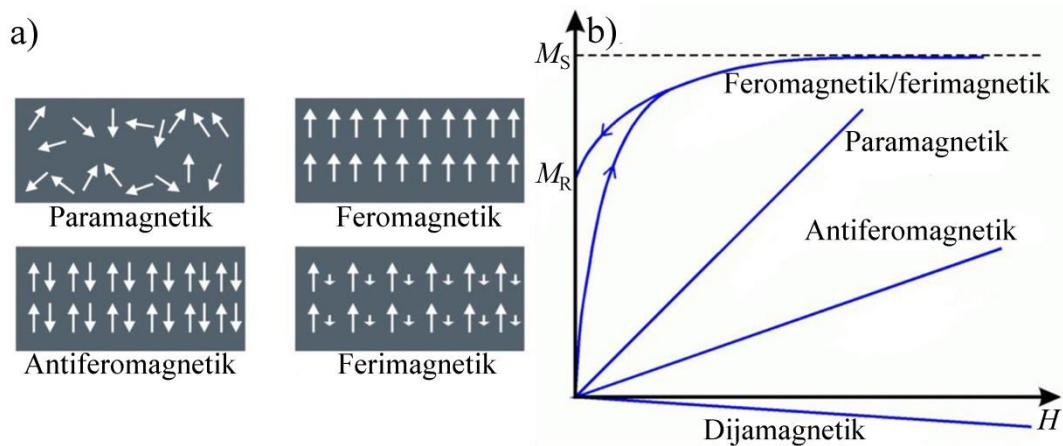 a)
Paramagnetik
Feromagnetik
Antiferomagnetik
Ferimagnetik
b)
M_S
Feromagnetik/ferimagnetik
Paramagnetik
M_R
Antiferomagnetik
H
Dijamagnetik